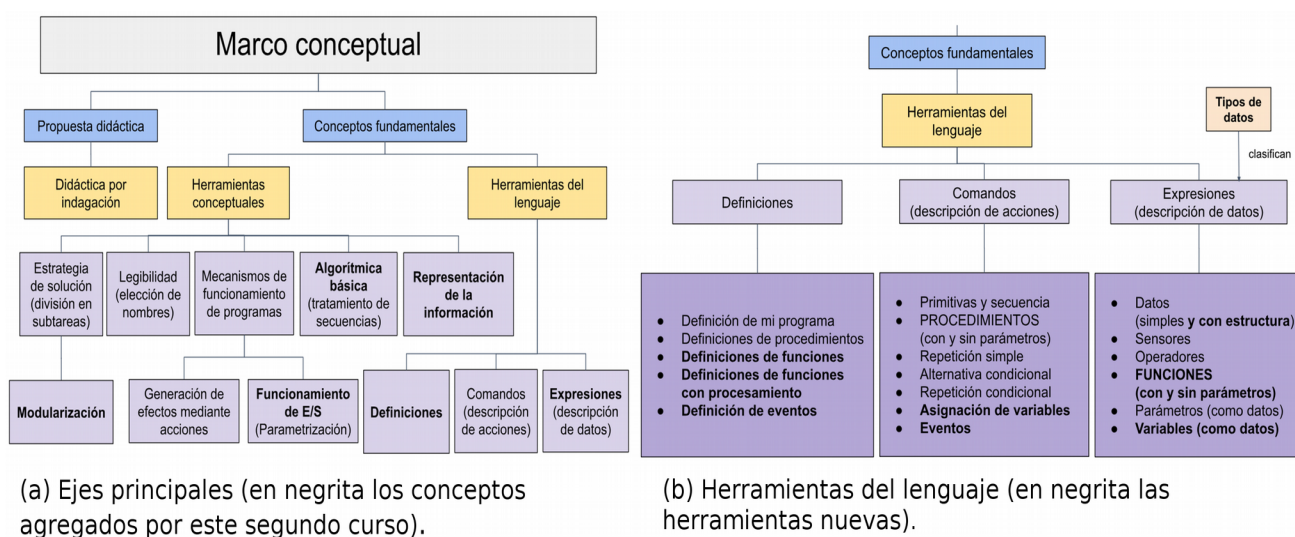 Marco conceptual
Propuesta didáctica
Conceptos fundamentales
Didáctica por
indagación
Herramientas
conceptuales
Herramientas del
lenguaje
Estrategia
de solución
(división en
subtareas)
Legibilidad
(elección de
nombres)
Mecanismos de
funcionamiento
de programas
Algorítmica
básica
(tratamiento de
secuencias)
Representación
de la
información
Modularización
Generación de
efectos mediante
acciones
Funcionamiento
de E/S
(Parametrización)
Definiciones
Comandos
(descripción
de acciones)
Expresiones
(descripción
de datos)
(a) Ejes principales (en negrita los conceptos
agregados por este segundo curso).
Conceptos fundamentales
Herramientas del
lenguaje
Tipos de
datos
clasifican
Definiciones
Comandos
(descripción de acciones)
Expresiones
(descripción de datos)
● Definición de mi programa
● Definiciones de procedimientos
● Definiciones de funciones
● Definiciones de funciones
con procesamiento
● Definición de eventos
● Primitivas y secuencia
● PROCEDIMIENTOS
(con y sin parámetros)
● Repetición simple
● Alternativa condicional
● Repetición condicional
● Asignación de variables
● Eventos
● Datos
(simples y con estructura)
● Sensores
● Operadores
● FUNCIONES
(con y sin parámetros)
● Parámetros (como datos)
● Variables (como datos)
(b) Herramientas del lenguaje (en negrita las
herramientas nuevas).